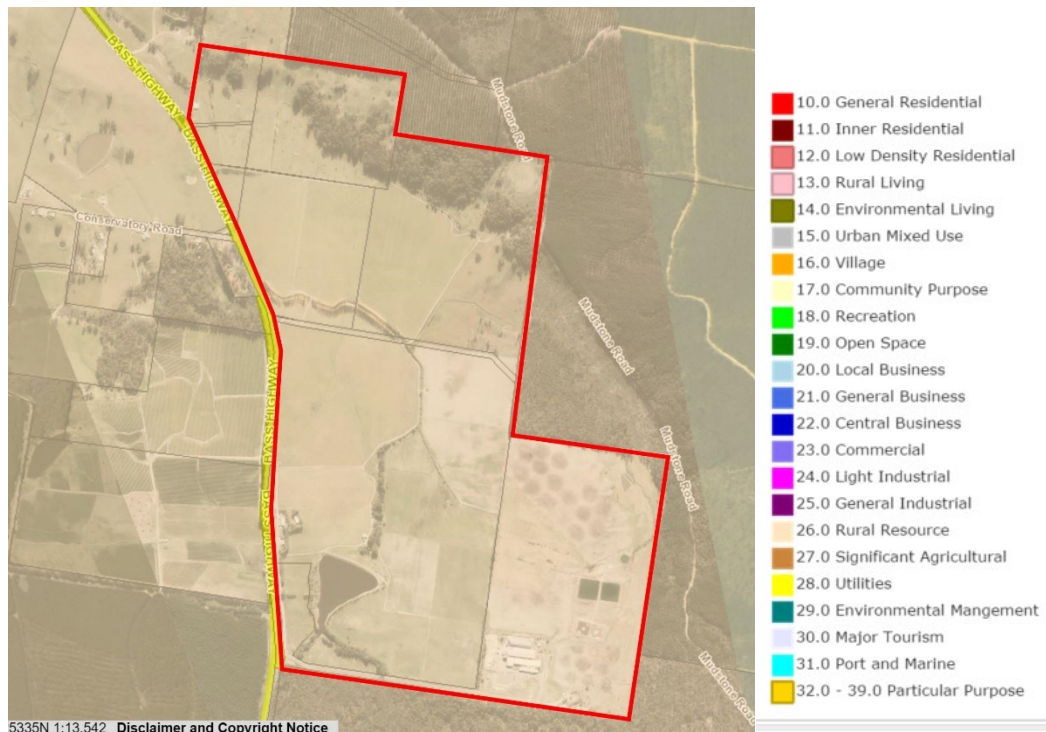 BASS HIGHWAY
BASS HIGHWAY
Mudstone Road
Conservatory Road
Mudstone Road
BASS HIGHWAY
BASS HIGHWAY
Mudstone Road
Mudstone Road
5335N 1:13,542 Disclaimer and Copyright Notice
10.0 General Residential
11.0 Inner Residential
12.0 Low Density Residential
13.0 Rural Living
14.0 Environmental Living
15.0 Urban Mixed Use
16.0 Village
17.0 Community Purpose
18.0 Recreation
19.0 Open Space
20.0 Local Business
21.0 General Business
22.0 Central Business
23.0 Commercial
24.0 Light Industrial
25.0 General Industrial
26.0 Rural Resource
27.0 Significant Agricultural
28.0 Utilities
29.0 Environmental Mangement
30.0 Major Tourism
31.0 Port and Marine
32.0 - 39.0 Particular Purpose